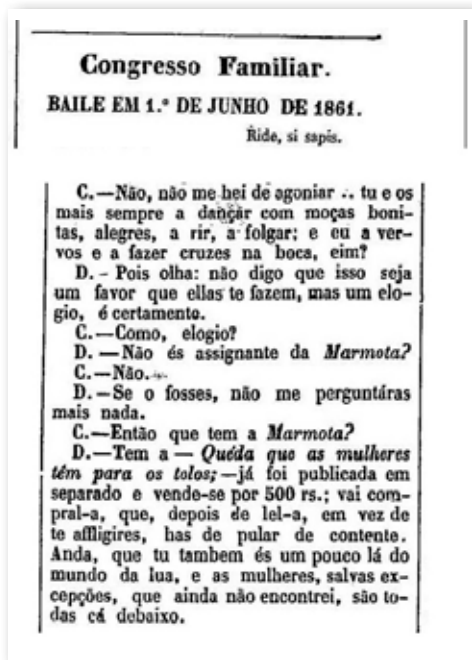 Congresso Familiar.
BAILE EM 1.º DE JUNHO DE 1861.
Ride, si sapis.
C.—Não, não me hei de agoniar .. tu e os
mais sempre a dançar com moças boni-
tas, alegres, a rir, a folgar; e eu a ver-
vos e a fazer cruzes na boca, eim?
D. - Pois olha: não digo que isso seja
um favor que ellas te fazem, mas um elo-
gio, é certamente.
C.—Como, elogio?
D. —Não és assignante da Marmota?
C.—Não.
D.—Se o fosses, não me perguntáras
mais nada.
C.—Então que tem a Marmota?
D.—Tem a — Quéda que as mulheres
têm para os tolos;—já foi publicada em
separado e vende-se por 500 rs.; vai com-
pral-a, que, depois de lel-a, em vez de
te affligires, has de pular de contente.
Anda, que tu tambem és um pouco lá do
mundo da lua, e as mulheres, salvas ex-
cepções, que ainda não encontrei, são to-
das cá debaixo.